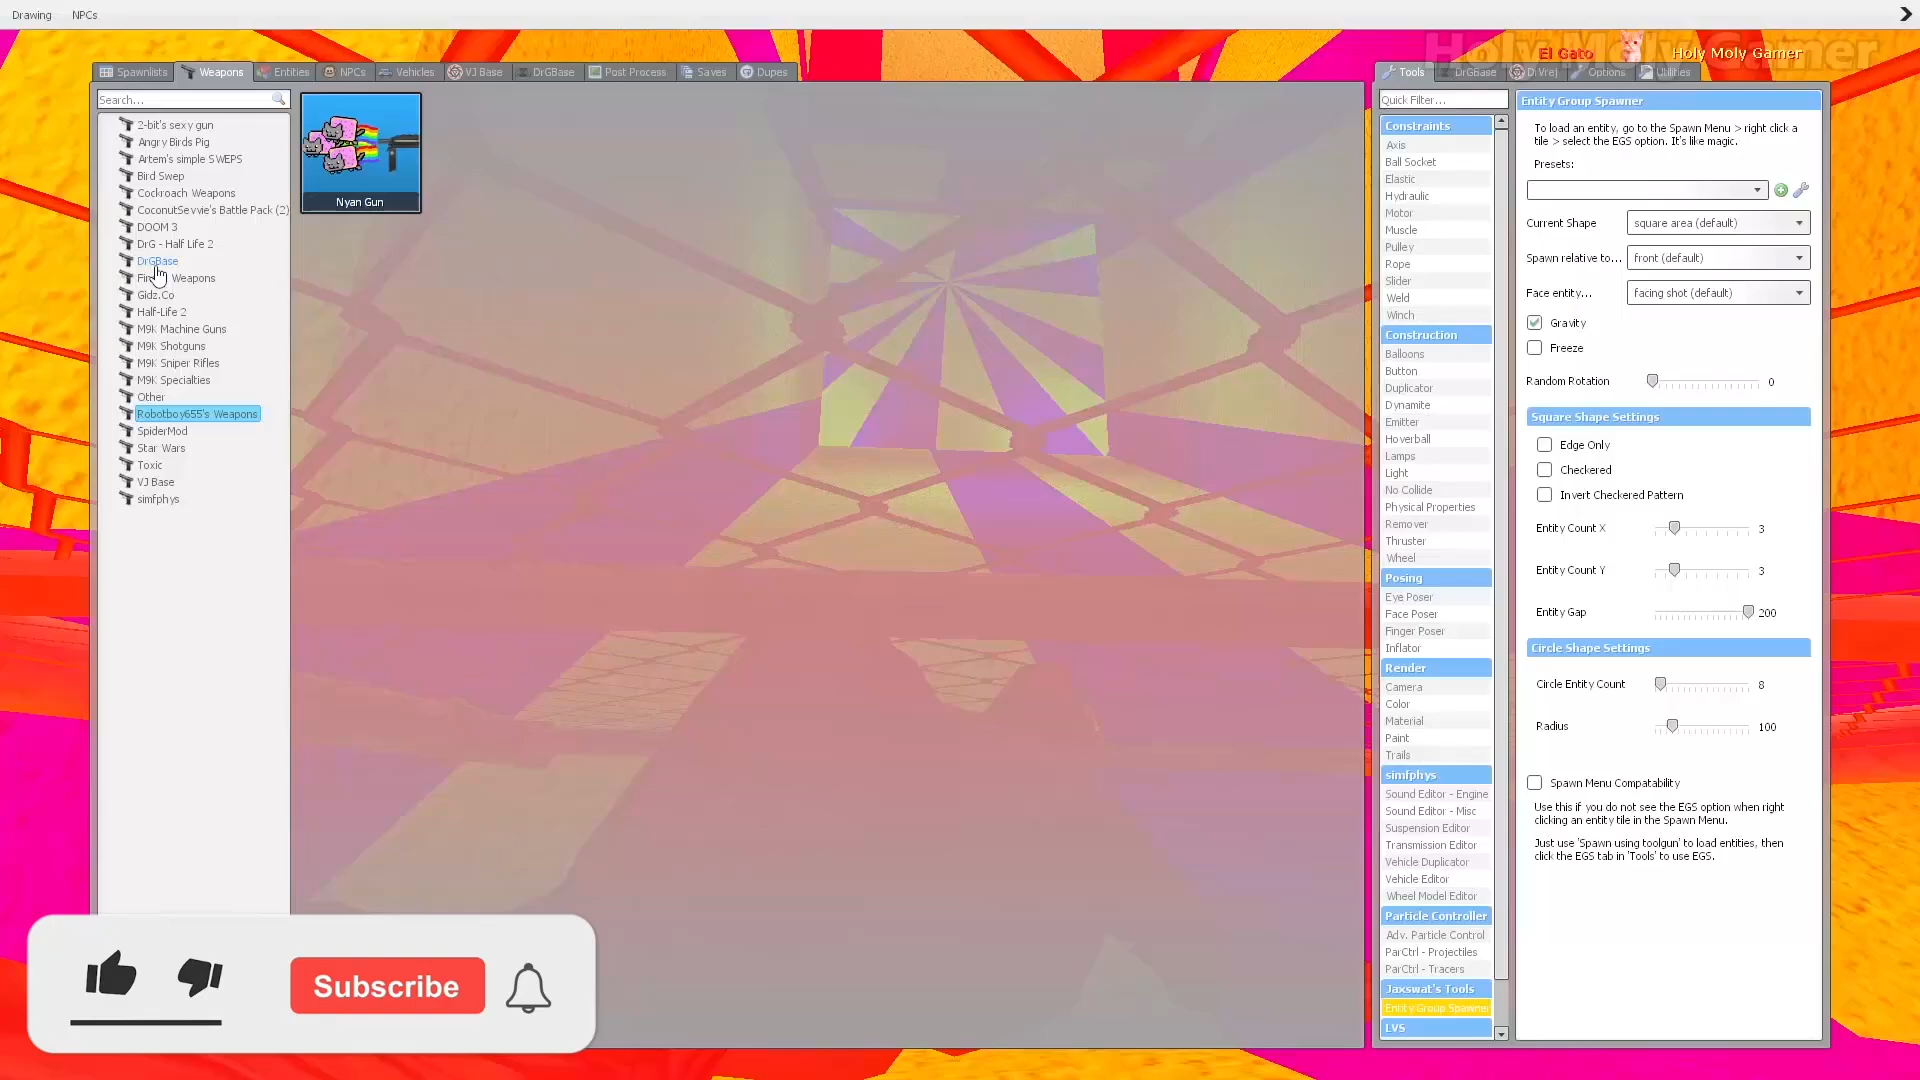 Drawing NPCs
El Gato Holy Moly Gamer
Holy Moly Gamer
Spawnlists Weapons Entities NPCs Vehicles VJ Base DrGBase Post Process Saves Dupes
Search...
2-bit's sexy gun
Angry Birds Pig
Artem's simple SWEPS
Bird Swep
Cockroach Weapons
CoconutSevvie's Battle Pack (2)
DOOM 3
DrG - Half Life 2
DrGBase
Weapons
Gidz.Co
Half-Life 2
M9K Machine Guns
M9K Shotguns
M9K Sniper Rifles
M9K Specialties
Other
Robotboy655's Weapons
SpiderMod
Star Wars
Toxic
VJ Base
simfphys
Nyan Gun
Tools DrGBase DrVrej Options Utilities
Quick Filter...
Constraints
Axis
Ball Socket
Elastic
Hydraulic
Motor
Muscle
Pulley
Rope
Slider
Weld
Winch
Construction
Balloons
Button
Duplicator
Dynamite
Emitter
Hoverball
Lamps
Light
No Collide
Physical Properties
Remover
Thruster
Wheel
Posing
Eye Poser
Face Poser
Finger Poser
Inflator
Render
Camera
Color
Material
Paint
Trails
simfphys
Sound Editor - Engine
Sound Editor - Misc
Suspension Editor
Transmission Editor
Vehicle Duplicator
Vehicle Editor
Wheel Model Editor
Particle Controller
Adv. Particle Control
ParCtrl - Projectiles
ParCtrl - Tracers
Jaxswat's Tools
Entity Group Spawner
LVS
Entity Group Spawner
To load an entity, go to the Spawn Menu > right click a
tile > select the EGS option. It's like magic.
Presets:
Current Shape square area (default)
Spawn relative to... front (default)
Face entity... facing shot (default)
Gravity
Freeze
Random Rotation 0
Square Shape Settings
Edge Only
Checkered
Invert Checkered Pattern
Entity Count X 3
Entity Count Y 3
Entity Gap 200
Circle Shape Settings
Circle Entity Count 8
Radius 100
Spawn Menu Compatability
Use this if you do not see the EGS option when right
clicking an entity tile in the Spawn Menu.
Just use 'Spawn using toolgun' to load entities, then
click the EGS tab in 'Tools' to use EGS.
Subscribe